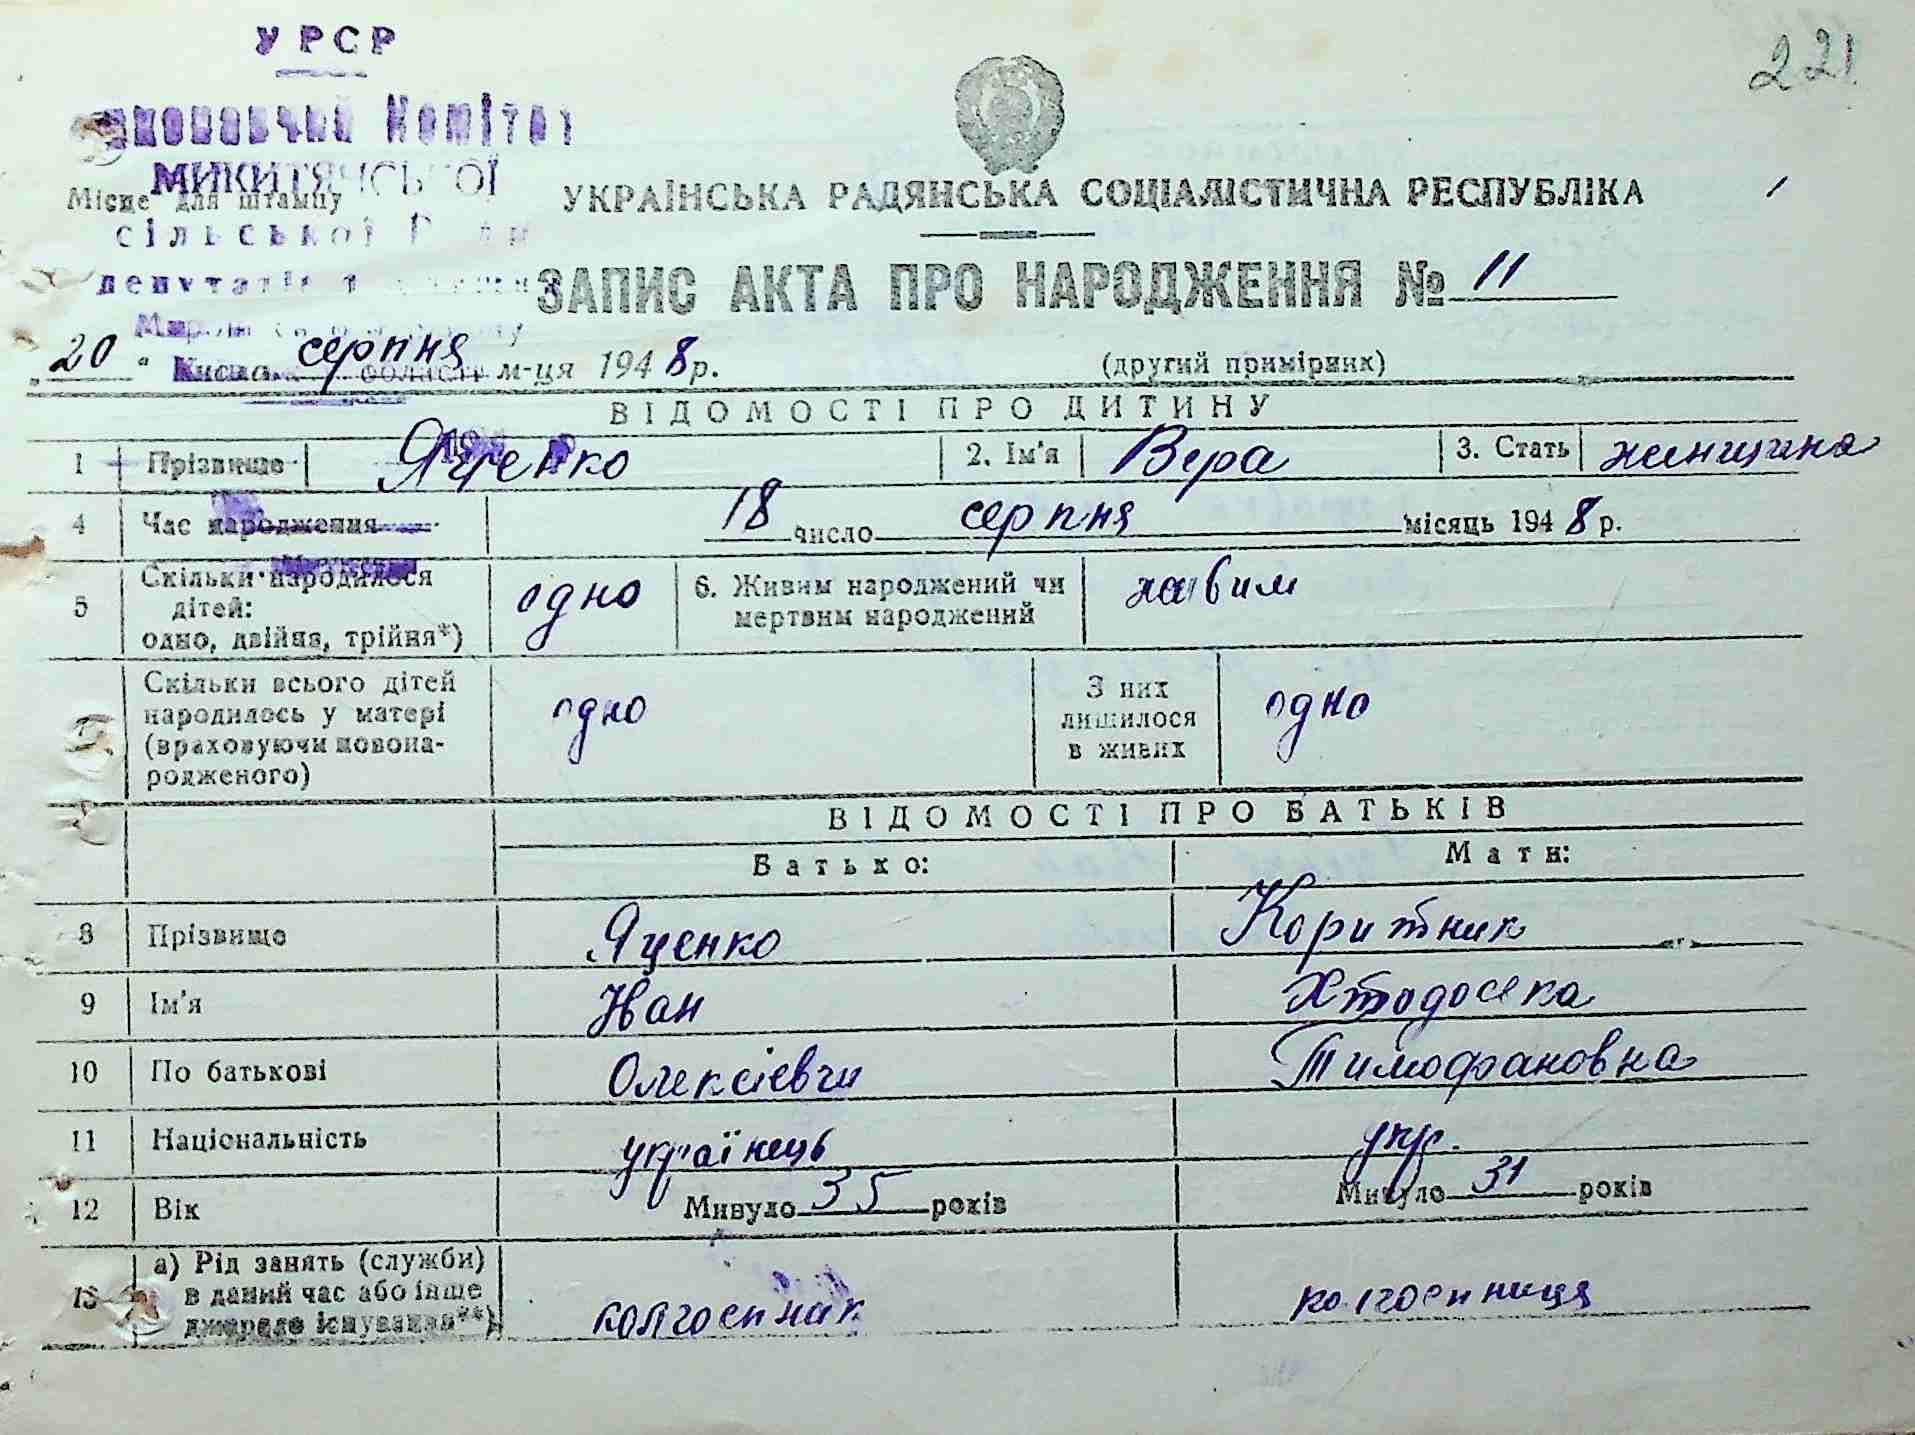 УРСР
221
Комітет
МИКИТЯНСЬКОЇ
Місце для штампу
УКРАЇНСЬКА РАДЯНСЬКА СОЦІАЛІСТИЧНА РЕСПУБЛІКА
сільської Ради
ЗАПИС АКТА ПРО НАРОДЖЕННЯ № 11
„20“ серпня м-ця 1948 р.
(другий примірник)
ВІДОМОСТІ ПРО ДИТИНУ
1 Прізвище Яценко 2. Ім'я Вера 3. Стать женщина
4 Час народження 18 число серпня місяць 1948 р.
5 Скільки народилося дітей: одно, двійня, трійня*) одно 6. Живим народжений чи мертвим народжений живим
Скільки всього дітей народилось у матері (враховуючи новонародженого) одно З них лишилося в живих одно
ВІДОМОСТІ ПРО БАТЬКІВ
Батько: Мати:
8 Прізвище Яценко Коритник
9 Ім'я Іван Хтодоска
10 По батькові Олексієвич Тимофановна
11 Національність українець укр.
12 Вік Минуло 35 років Минуло 31 років
13 а) Рід занять (служби) в даний час або інше джерело існування**) колгоспник колгоспниця